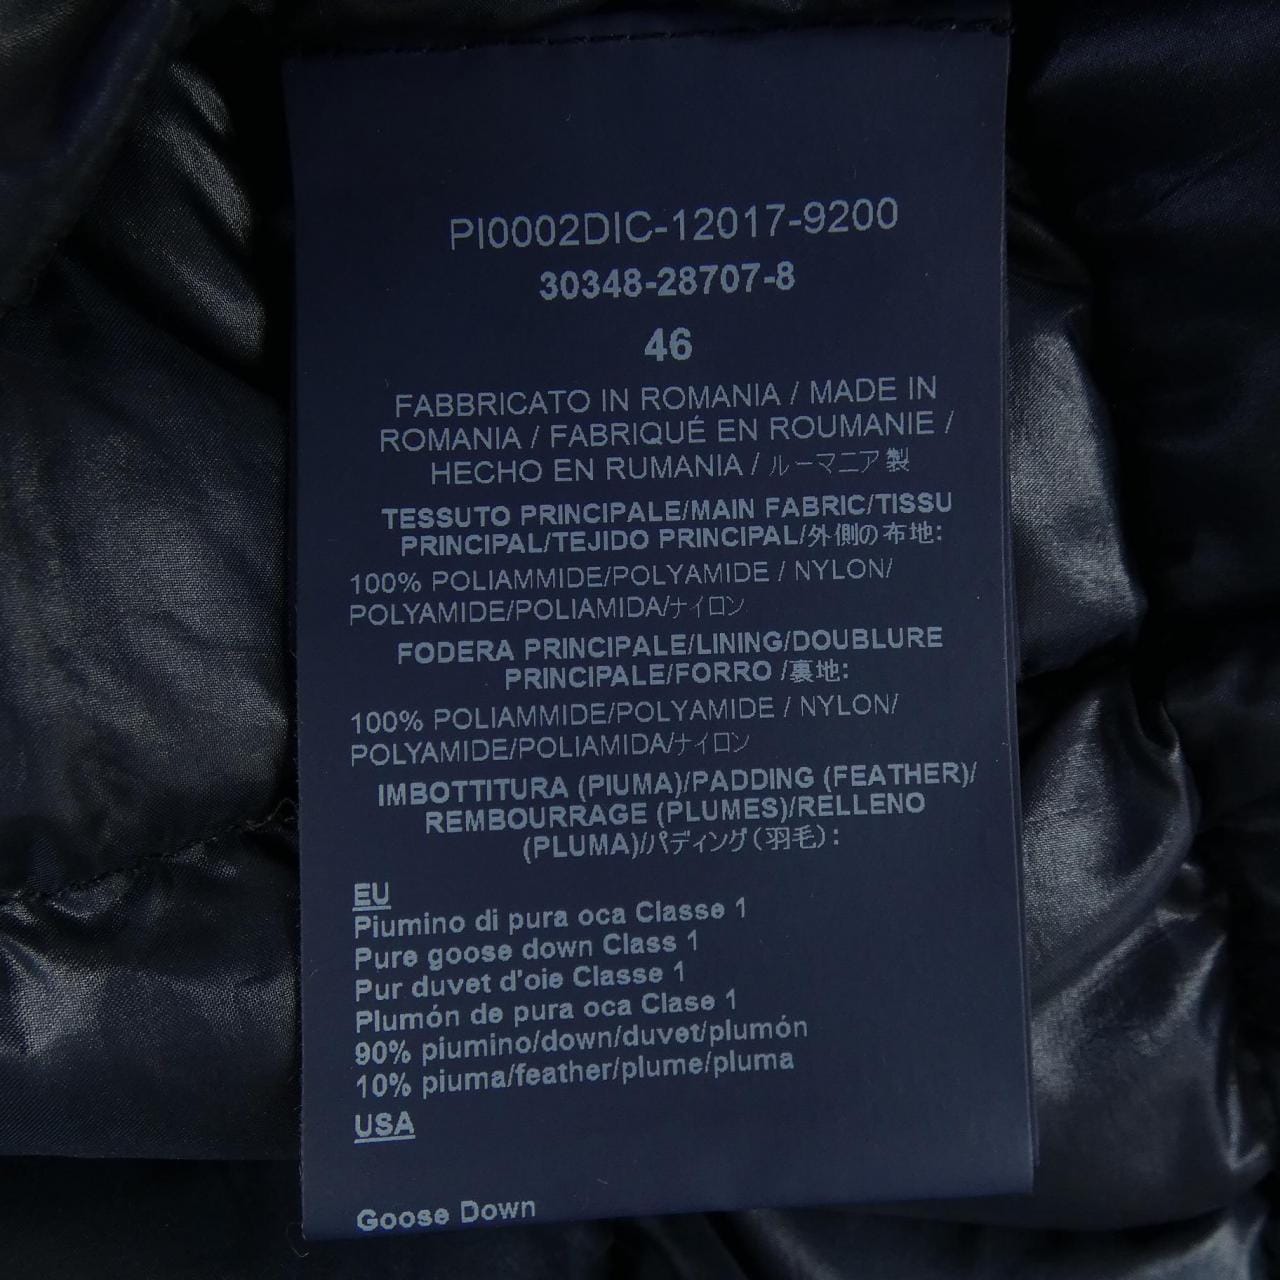 PI0002DIC-12017-9200
30348-28707-8
46
FABBRICATO IN ROMANIA / MADE IN
ROMANIA / FABRIQUÉ EN ROUMANIE /
HECHO EN RUMANIA / ルーマニア製
TESSUTO PRINCIPALE/MAIN FABRIC/TISSU
PRINCIPAL/TEJIDO PRINCIPAL/外側の布地:
100% POLIAMMIDE/POLYAMIDE / NYLON/
POLYAMIDE/POLIAMIDA/ナイロン
FODERA PRINCIPALE/LINING/DOUBLURE
PRINCIPALE/FORRO /裏地:
100% POLIAMMIDE/POLYAMIDE / NYLON/
POLYAMIDE/POLIAMIDA/ナイロン
IMBOTTITURA (PIUMA)/PADDING (FEATHER)/
REMBOURRAGE (PLUMES)/RELLENO
(PLUMA)/パディング(羽毛):
EU
Piumino di pura oca Classe 1
Pure goose down Class 1
Pur duvet d'oie Classe 1
Plumón de pura oca Clase 1
90% piumino/down/duvet/plumón
10% piuma/feather/plume/pluma
USA
Goose Down